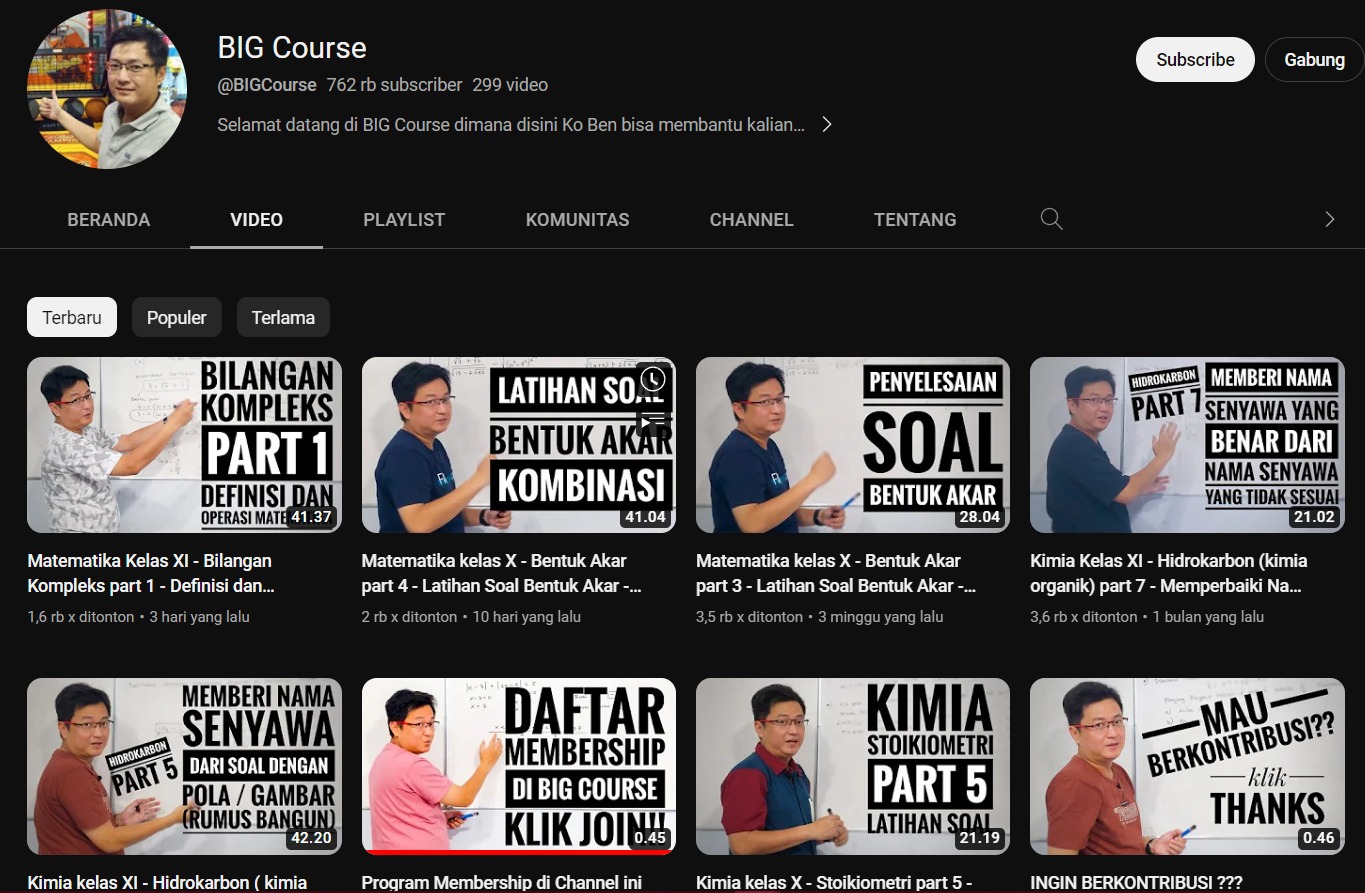 BIG Course
@BIGCourse 762 rb subscriber 299 video
Selamat datang di BIG Course dimana disini Ko Ben bisa membantu kalian...
Subscribe
Gabung
BERANDA
VIDEO
PLAYLIST
KOMUNITAS
CHANNEL
TENTANG
Terbaru
Populer
Terlama
BILANGAN
KOMPLEKS
PART 1
DEFINISI DAN
OPERASI MATE
41.37
Matematika Kelas XI - Bilangan
Kompleks part 1 - Definisi dan...
1,6 rb x ditonton • 3 hari yang lalu
LATIHAN SOAL
BENTUK AKAR
KOMBINASI
41.04
Matematika kelas X - Bentuk Akar
part 4 - Latihan Soal Bentuk Akar -...
2 rb x ditonton • 10 hari yang lalu
PENYELESAIAN
SOAL
BENTUK AKAR
28.04
Matematika kelas X - Bentuk Akar
part 3 - Latihan Soal Bentuk Akar -...
3,5 rb x ditonton • 3 minggu yang lalu
HIDROKARBON
PART 7
MEMBERI NAMA
SENYAWA YANG
BENAR DARI
NAMA SENYAWA
YANG TIDAK SESUAI
21.02
Kimia Kelas XI - Hidrokarbon (kimia
organik) part 7 - Memperbaiki Na...
3,6 rb x ditonton • 1 bulan yang lalu
MEMBERI NAMA
SENYAWA
HIDROKARBON
PART 5
DARI SOAL DENGAN
POLA / GAMBAR
(RUMUS BANGUN)
42.20
Kimia kelas XI - Hidrokarbon ( kimia
DAFTAR
MEMBERSHIP
DI BIG COURSE
KLIK JOIN!!
0.45
Program Membership di Channel ini
KIMIA
STOIKIOMETRI
PART 5
LATIHAN SOAL
21.19
Kimia kelas X - Stoikiometri part 5 -
MAU
BERKONTRIBUSI??
klik
THANKS
0.46
INGIN BERKONTRIBUSI ???